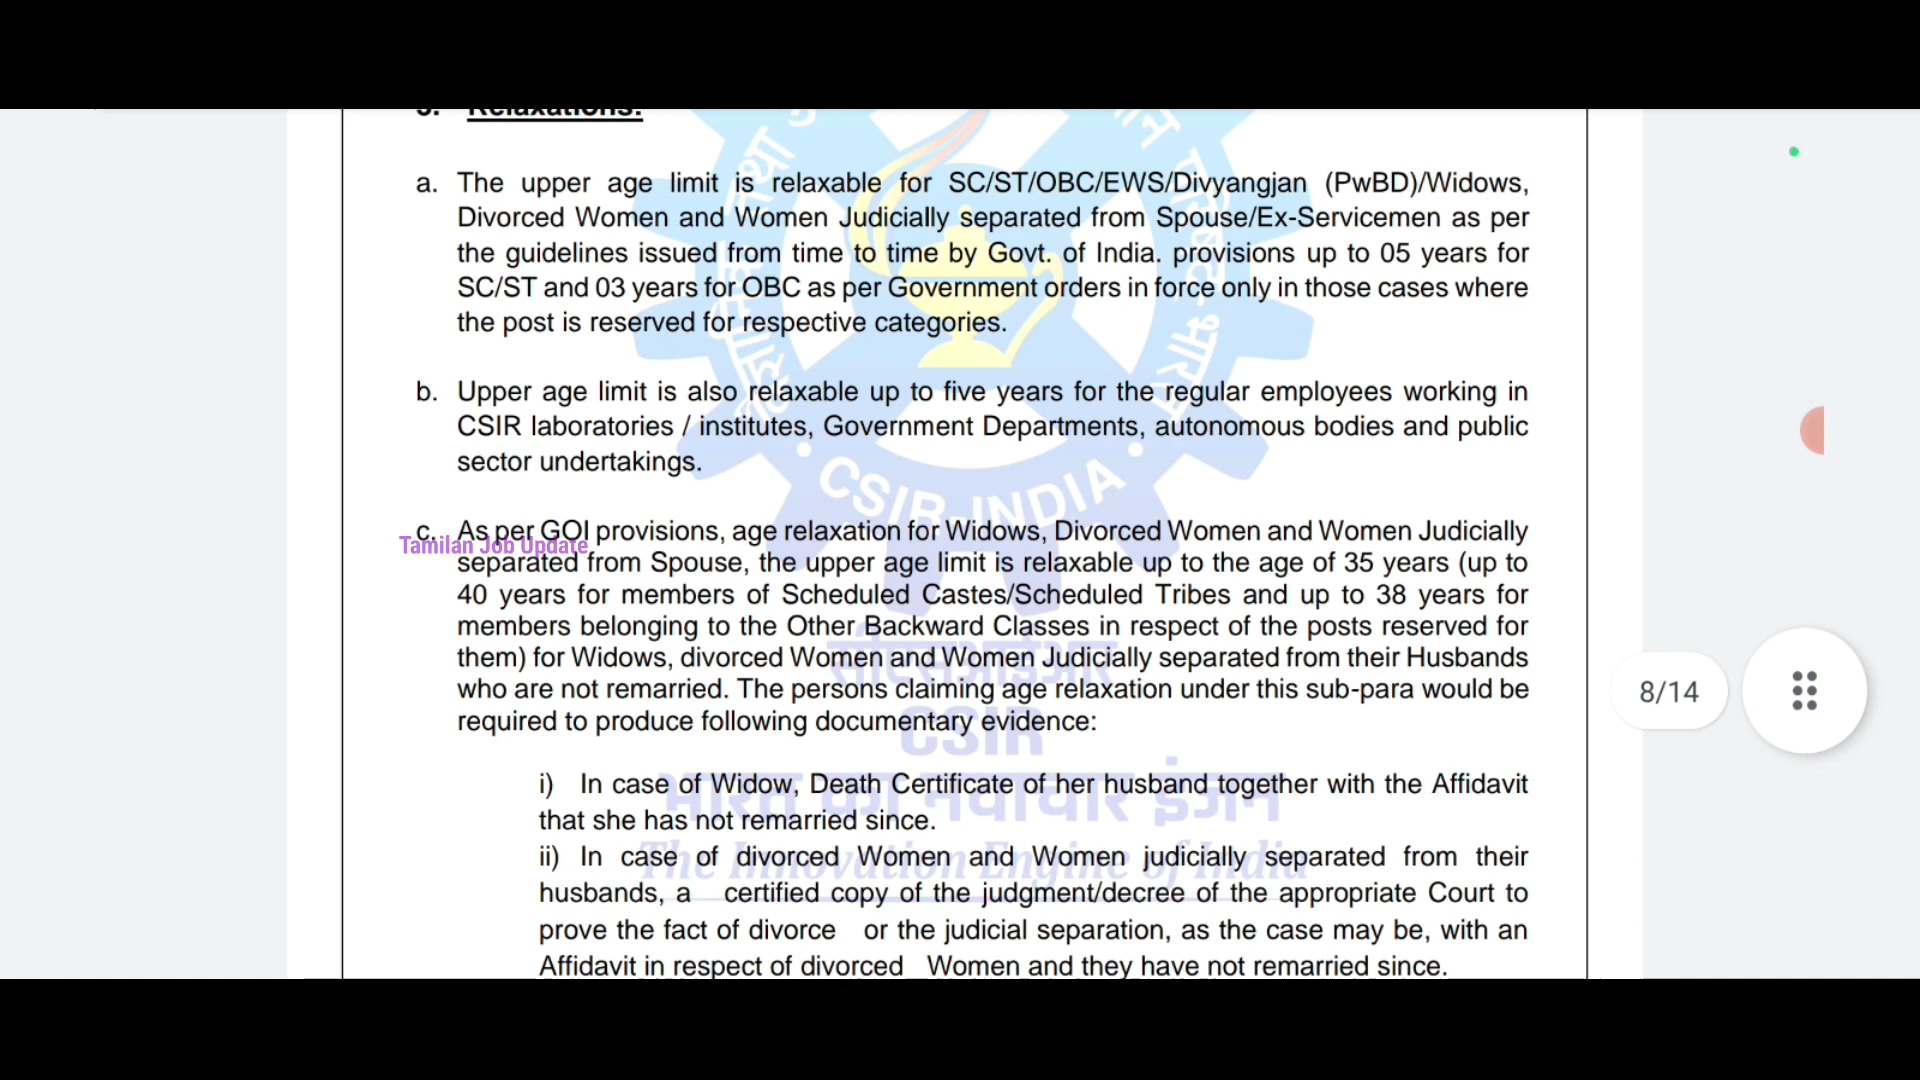 Relaxations:
a. The upper age limit is relaxable for SC/ST/OBC/EWS/Divyangjan (PwBD)/Widows,
Divorced Women and Women Judicially separated from Spouse/Ex-Servicemen as per
the guidelines issued from time to time by Govt. of India. provisions up to 05 years for
SC/ST and 03 years for OBC as per Government orders in force only in those cases where
the post is reserved for respective categories.
b. Upper age limit is also relaxable up to five years for the regular employees working in
CSIR laboratories / institutes, Government Departments, autonomous bodies and public
sector undertakings.
CSIR-INDIA
c. As per GOI provisions, age relaxation for Widows, Divorced Women and Women Judicially
Tamilan Job Update
separated from Spouse, the upper age limit is relaxable up to the age of 35 years (up to
40 years for members of Scheduled Castes/Scheduled Tribes and up to 38 years for
members belonging to the Other Backward Classes in respect of the posts reserved for
सीएसआईआर
them) for Widows, divorced Women and Women Judicially separated from their Husbands
who are not remarried. The persons claiming age relaxation under this sub-para would be
8/14
required to produce following documentary evidence:
CSIR
i) In case of Widow, Death Certificate of her husband together with the Affidavit
भारत का नवाचार इंजन
that she has not remarried since.
ii) In case of divorced Women and Women judicially separated from their
The Innovation Engine of India
husbands, a certified copy of the judgment/decree of the appropriate Court to
prove the fact of divorce or the judicial separation, as the case may be, with an
Affidavit in respect of divorced Women and they have not remarried since.